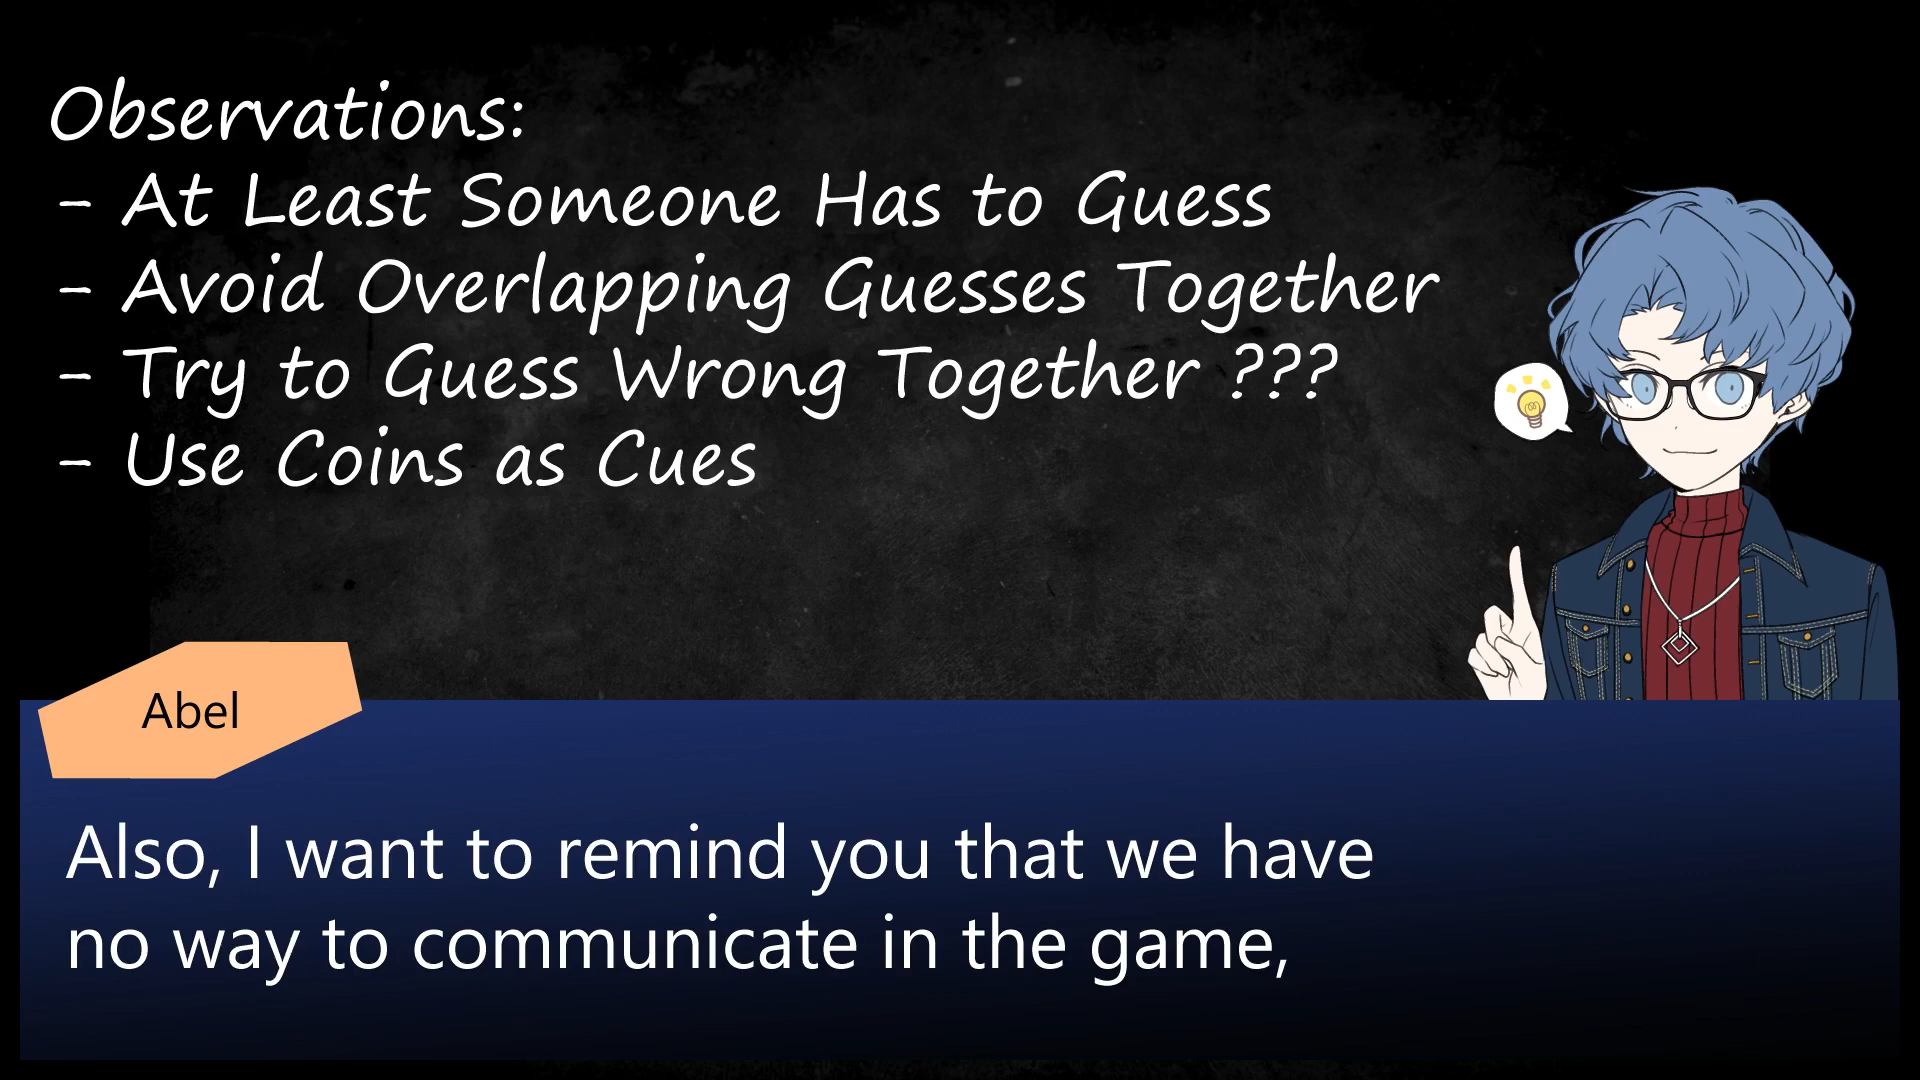 Observations:
- At Least Someone Has to Guess
- Avoid Overlapping Guesses Together
- Try to Guess Wrong Together ???
- Use Coins as Cues
Abel
Also, I want to remind you that we have
no way to communicate in the game,